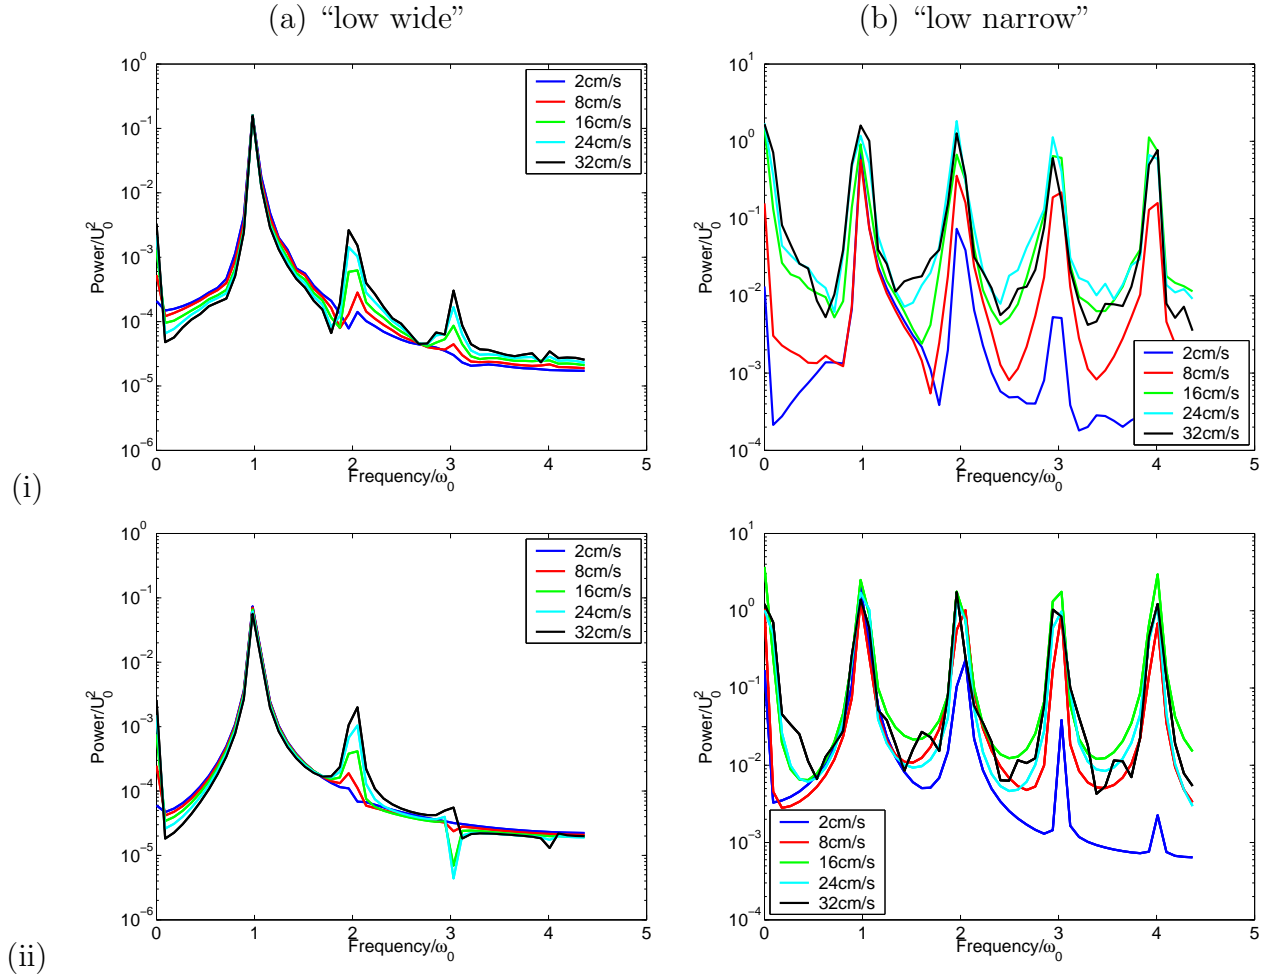 (a) “low wide”
(b) “low narrow”
10^0
10^-1
10^-2
10^-3
10^-4
10^-5
10^-6
Power/U_0^2
0 1 2 3 4 5
Frequency/ω_0
2cm/s
8cm/s
16cm/s
24cm/s
32cm/s
10^1
10^0
10^-1
10^-2
10^-3
10^-4
Power/U_0^2
0 1 2 3 4 5
Frequency/ω_0
2cm/s
8cm/s
16cm/s
24cm/s
32cm/s
(i)
10^0
10^-1
10^-2
10^-3
10^-4
10^-5
10^-6
Power/U_0^2
0 1 2 3 4 5
Frequency/ω_0
2cm/s
8cm/s
16cm/s
24cm/s
32cm/s
10^1
10^0
10^-1
10^-2
10^-3
10^-4
Power/U_0^2
0 1 2 3 4 5
Frequency/ω_0
2cm/s
8cm/s
16cm/s
24cm/s
32cm/s
(ii)